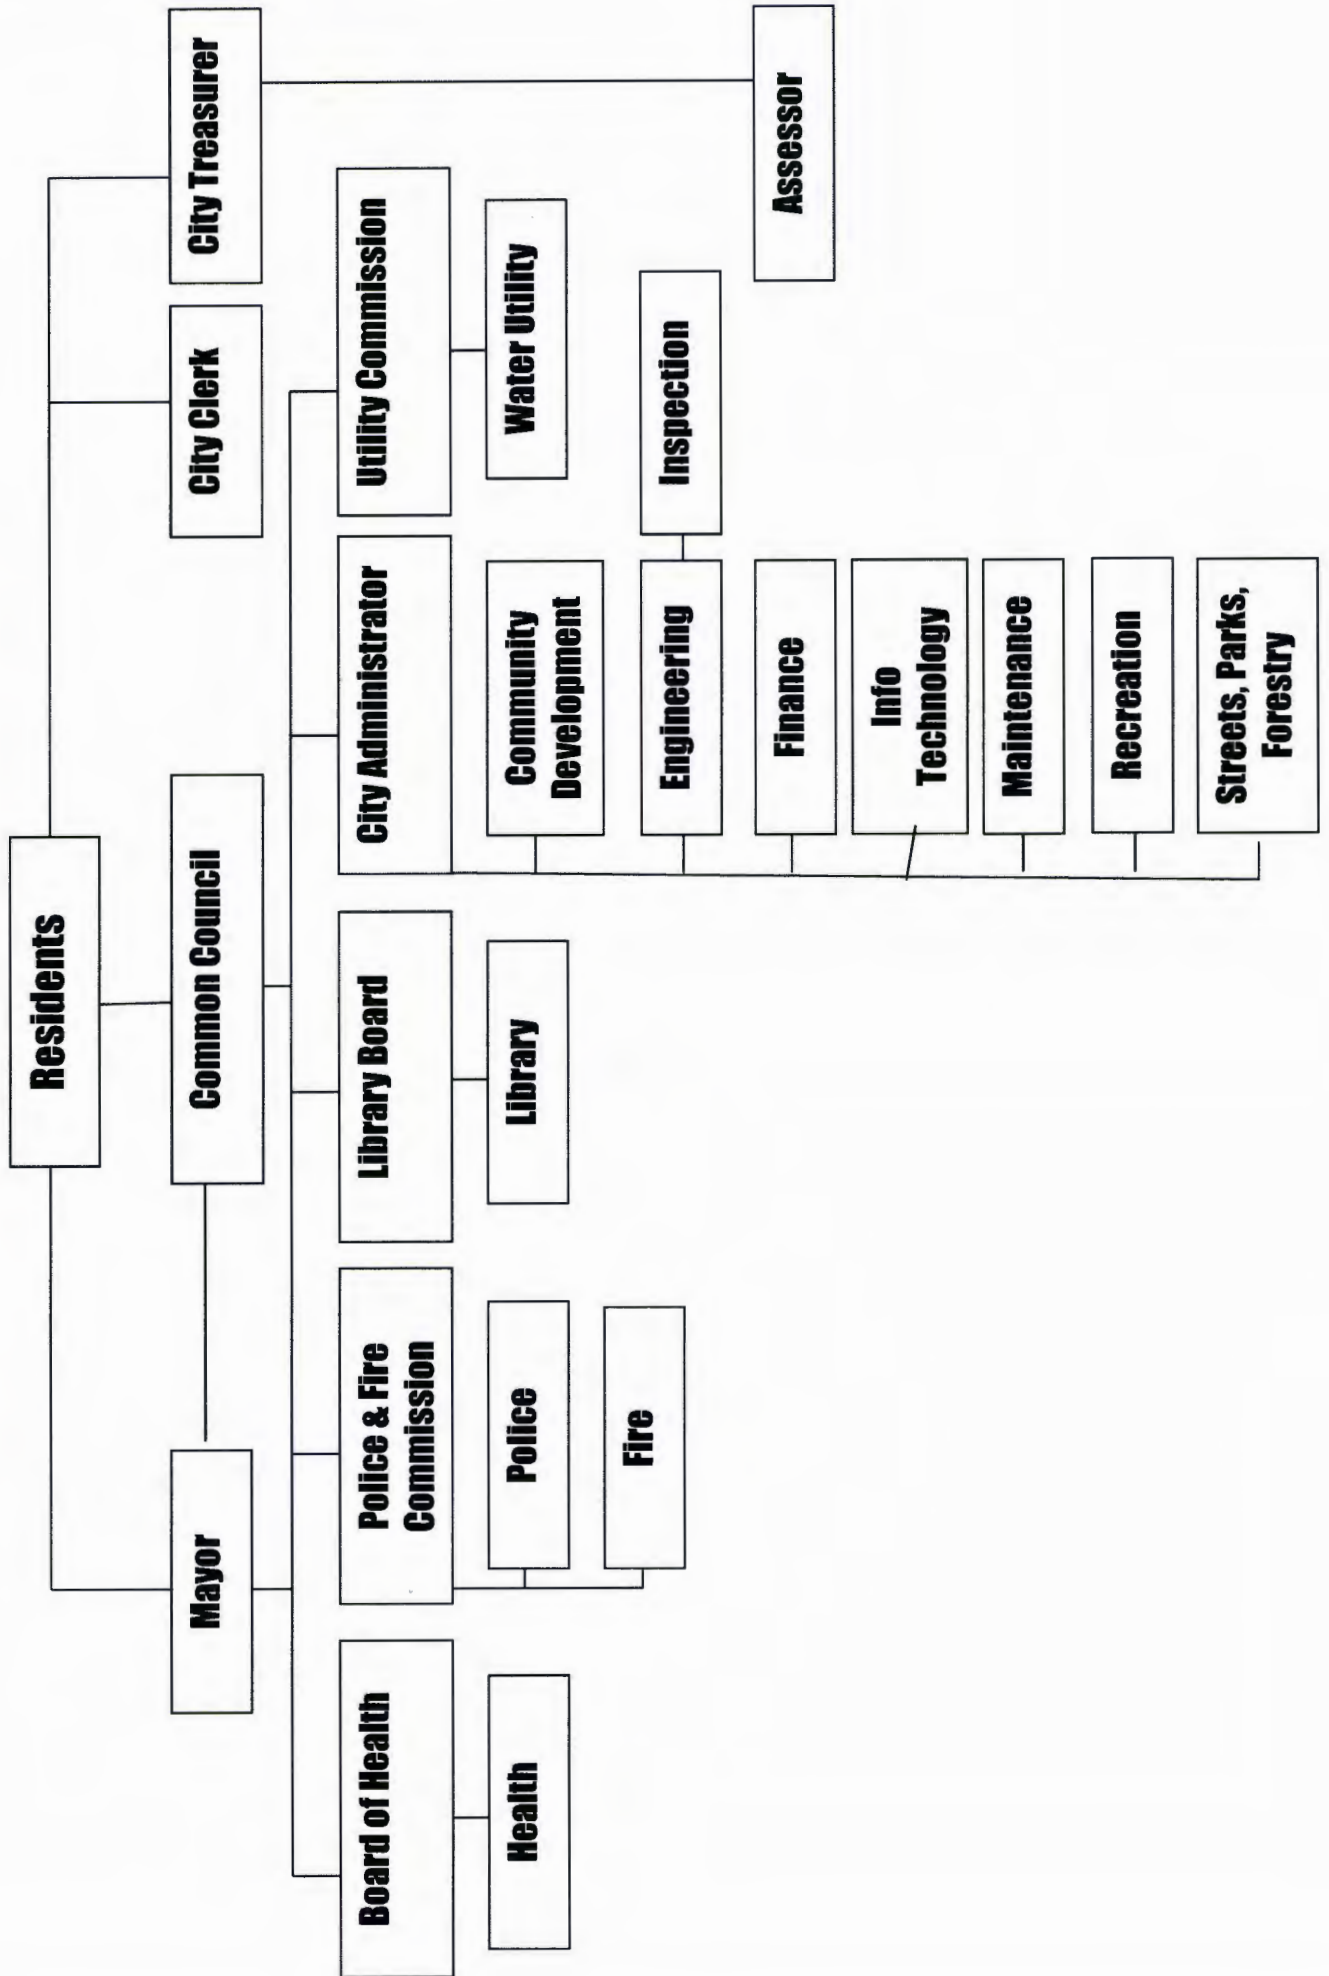 Residents
Mayor
Common Council
City Clerk
City Treasurer
Board of Health
Police & Fire
Commission
Library Board
City Administrator
Utility Commission
Health
Police
Fire
Library
Community
Development
Engineering
Inspection
Finance
Info
Technology
Maintenance
Recreation
Streets, Parks,
Forestry
Water Utility
Assessor